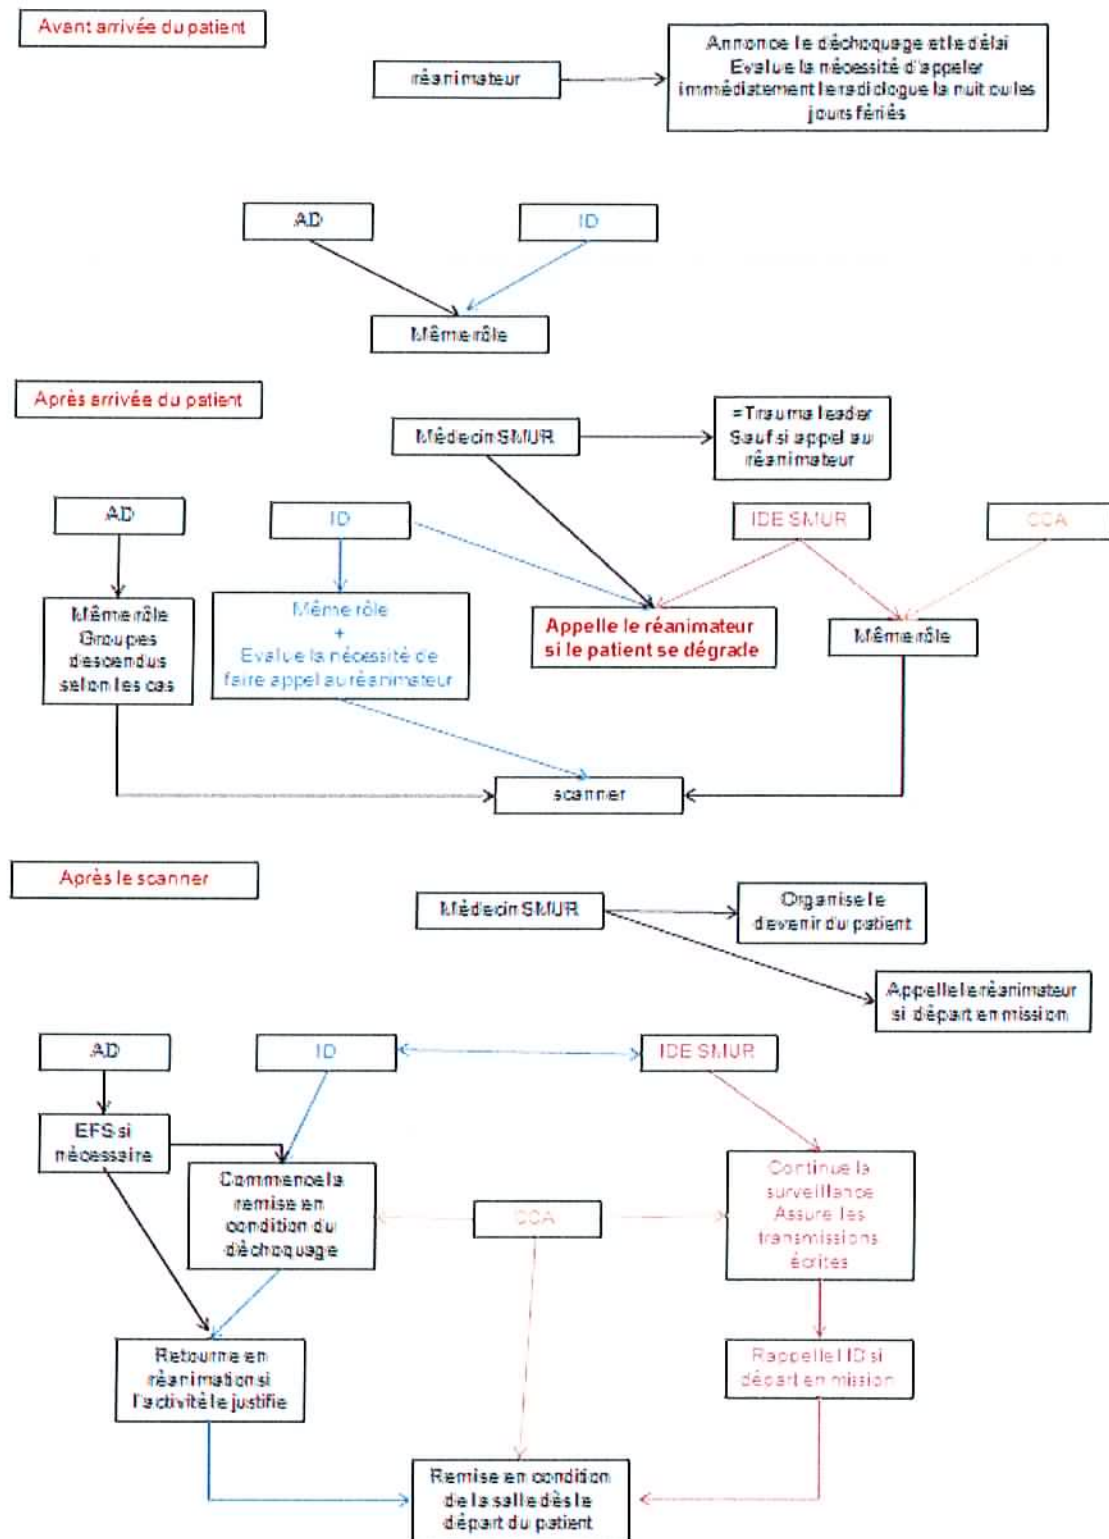 Avant arrivée du patient
réanimateur
Annonce le déchoquage et le délai
Evalue la nécessité d'appeler
immédiatement le radiologue la nuit ou les
jours fériés
AD
ID
Même rôle
Après arrivée du patient
Médecin SMUR
=Trauma leader
Sauf si appel au
réanimateur
AD
ID
IDE SMUR
CCA
Même rôle
Groupes
descendus
selon les cas
Même rôle
+
Evalue la nécessité de
faire appel au réanimateur
Appelle le réanimateur
si le patient se dégrade
Même rôle
scanner
Après le scanner
Médecin SMUR
Organise le
devenir du patient
Appelle le réanimateur
si départ en mission
AD
ID
IDE SMUR
EFS si
nécessaire
Commence la
remise en
condition du
déchoquage
CCA
Continue la
surveillance
Assure les
transmissions
écrites
Retourne en
réanimation si
l'activité le justifie
Rappelle l ID si
départ en mission
Remise en condition
de la salle dès le
départ du patient